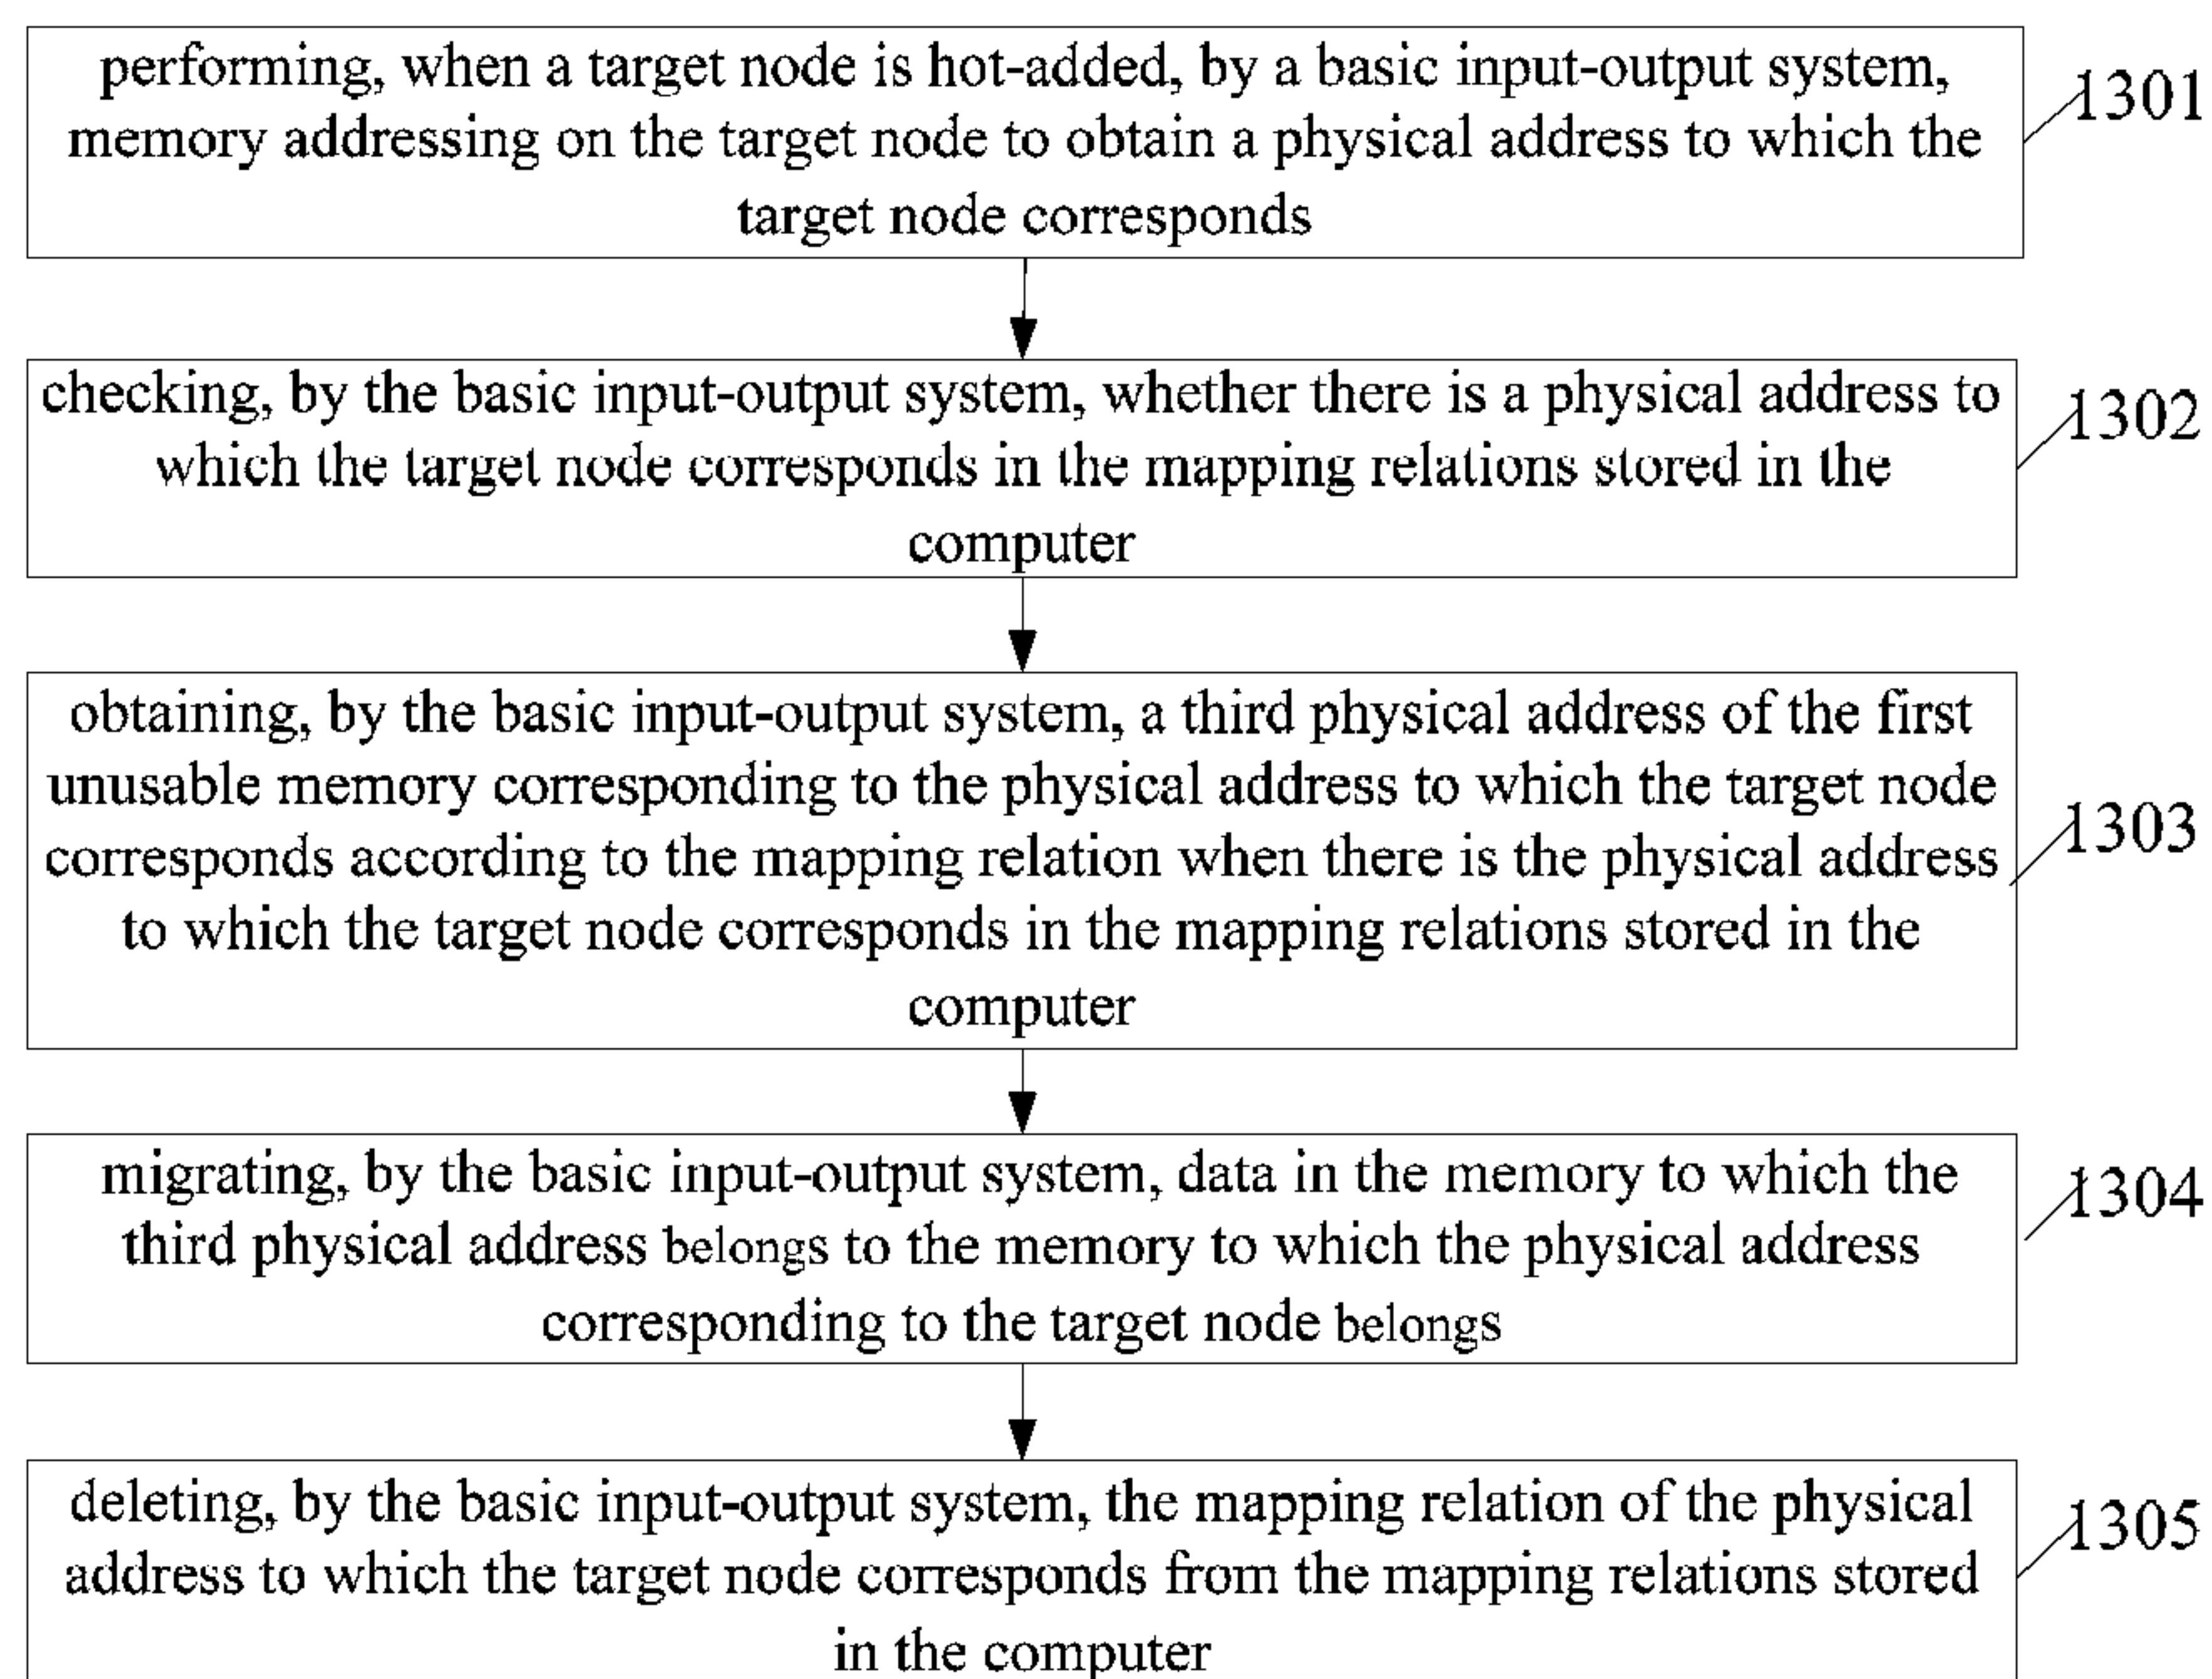 performing, when a target node is hot-added, by a basic input-output system,
memory addressing on the target node to obtain a physical address to which the
target node corresponds
1301
checking, by the basic input-output system, whether there is a physical address to
which the target node corresponds in the mapping relations stored in the
computer
1302
obtaining, by the basic input-output system, a third physical address of the first
unusable memory corresponding to the physical address to which the target node
corresponds according to the mapping relation when there is the physical address
to which the target node corresponds in the mapping relations stored in the
computer
1303
migrating, by the basic input-output system, data in the memory to which the
third physical address belongs to the memory to which the physical address
corresponding to the target node belongs
1304
deleting, by the basic input-output system, the mapping relation of the physical
address to which the target node corresponds from the mapping relations stored
in the computer
1305